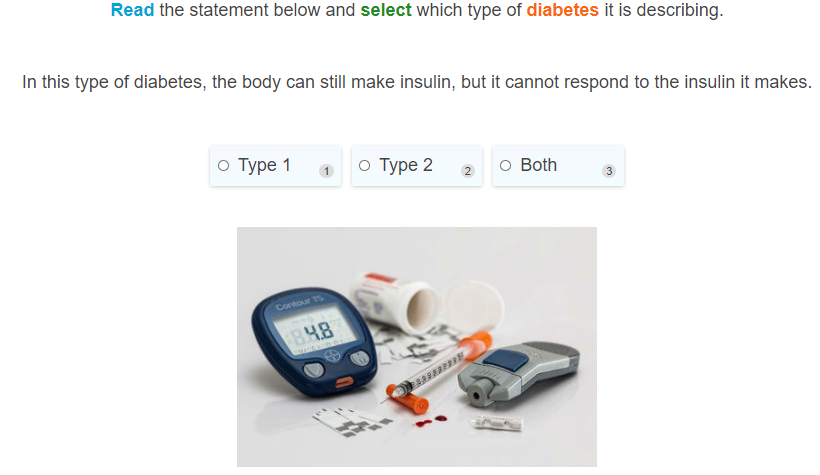 Read the statement below and select which type of diabetes it is describing.
In this type of diabetes, the body can still make insulin, but it cannot respond to the insulin it makes.
Type 1 1
Type 2 2
Both 3
Contour TS
4.8